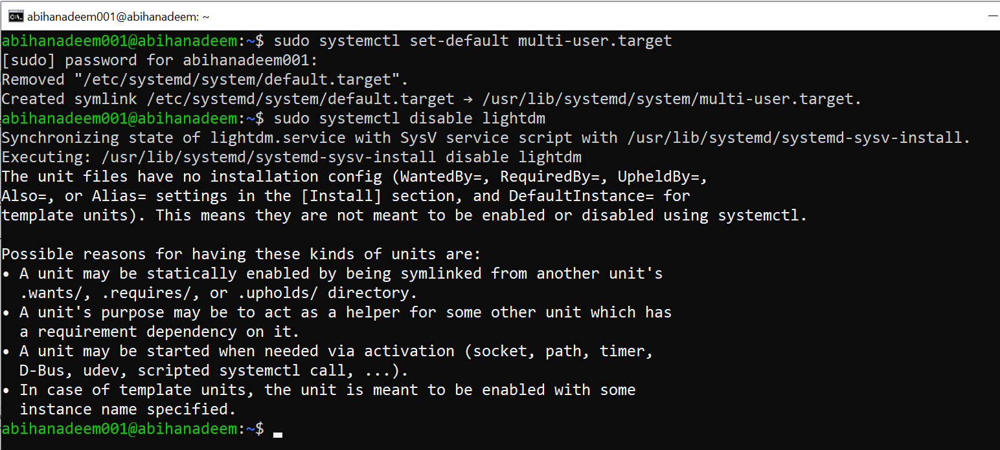 abihanadeem001@abihanadeem: ~
abihanadeem001@abihanadeem:~$ sudo systemctl set-default multi-user.target
[sudo] password for abihanadeem001:
Removed "/etc/systemd/system/default.target".
Created symlink /etc/systemd/system/default.target → /usr/lib/systemd/system/multi-user.target.
abihanadeem001@abihanadeem:~$ sudo systemctl disable lightdm
Synchronizing state of lightdm.service with SysV service script with /usr/lib/systemd/systemd-sysv-install.
Executing: /usr/lib/systemd/systemd-sysv-install disable lightdm
The unit files have no installation config (WantedBy=, RequiredBy=, UpheldBy=,
Also=, or Alias= settings in the [Install] section, and DefaultInstance= for
template units). This means they are not meant to be enabled or disabled using systemctl.

Possible reasons for having these kinds of units are:
• A unit may be statically enabled by being symlinked from another unit's
  .wants/, .requires/, or .upholds/ directory.
• A unit's purpose may be to act as a helper for some other unit which has
  a requirement dependency on it.
• A unit may be started when needed via activation (socket, path, timer,
  D-Bus, udev, scripted systemctl call, ...).
• In case of template units, the unit is meant to be enabled with some
  instance name specified.
abihanadeem001@abihanadeem:~$